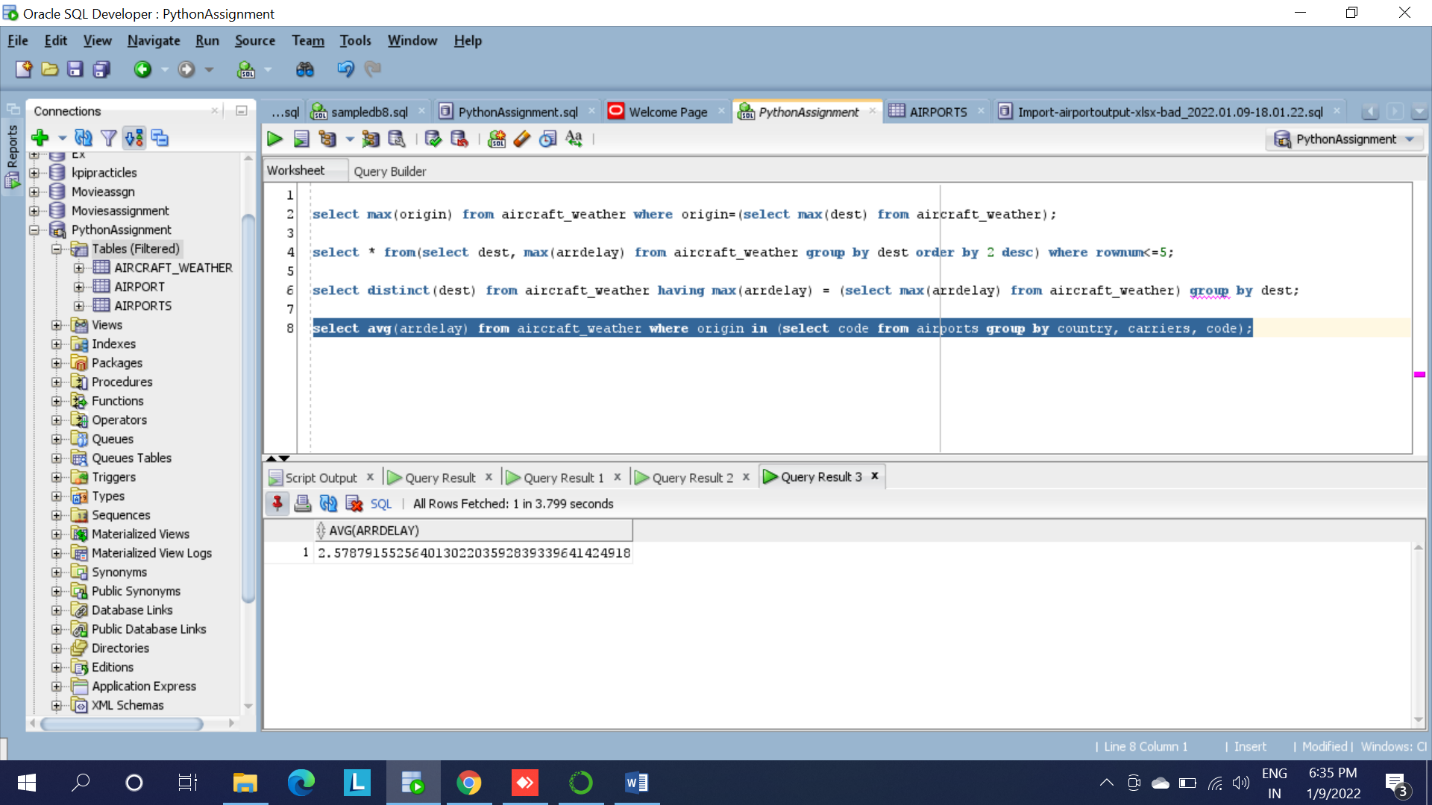 Oracle SQL Developer : PythonAssignment
File Edit View Navigate Run Source Team Tools Window Help
Connections
...sql sampledb8.sql PythonAssignment.sql Welcome Page PythonAssignment AIRPORTS Import-airportoutput-xlsx-bad_2022.01.09-18.01.22.sql
PythonAssignment
Reports
Ex
kpipracticles
Movieassgn
Moviesassignment
PythonAssignment
Tables (Filtered)
AIRCRAFT_WEATHER
AIRPORT
AIRPORTS
Views
Indexes
Packages
Procedures
Functions
Operators
Queues
Queues Tables
Triggers
Types
Sequences
Materialized Views
Materialized View Logs
Synonyms
Public Synonyms
Database Links
Public Database Links
Directories
Editions
Application Express
XML Schemas
Worksheet Query Builder
1
2 select max(origin) from aircraft_weather where origin=(select max(dest) from aircraft_weather);
3
4 select * from(select dest, max(arrdelay) from aircraft_weather group by dest order by 2 desc) where rownum<=5;
5
6 select distinct(dest) from aircraft_weather having max(arrdelay) = (select max(arrdelay) from aircraft_weather) group by dest;
7
8 select avg(arrdelay) from aircraft_weather where origin in (select code from airports group by country, carriers, code);
Script Output Query Result Query Result 1 Query Result 2 Query Result 3
SQL All Rows Fetched: 1 in 3.799 seconds
AVG(ARRDELAY)
1 2.57879155256401302203592839339641424918
Line 8 Column 1 Insert Modified Windows: Cl
ENG
IN
6:35 PM
1/9/2022
3